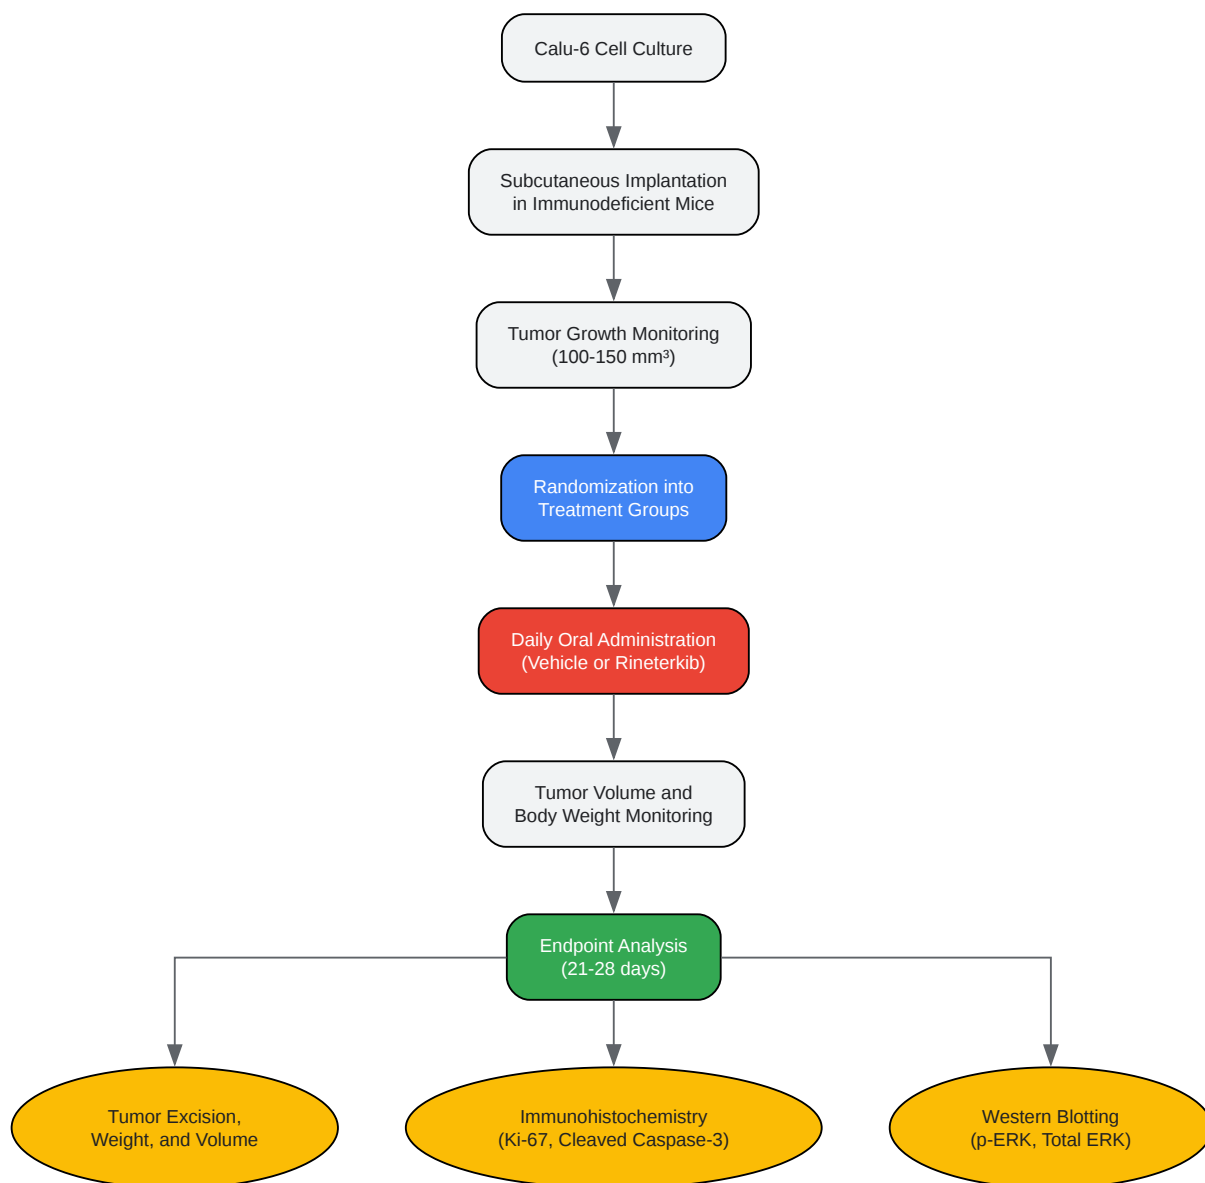 Calu-6 Cell Culture
Subcutaneous Implantation
in Immunodeficient Mice
Tumor Growth Monitoring
(100-150 mm³)
Randomization into
Treatment Groups
Daily Oral Administration
(Vehicle or Rineterkib)
Tumor Volume and
Body Weight Monitoring
Endpoint Analysis
(21-28 days)
Tumor Excision,
Weight, and Volume
Immunohistochemistry
(Ki-67, Cleaved Caspase-3)
Western Blotting
(p-ERK, Total ERK)